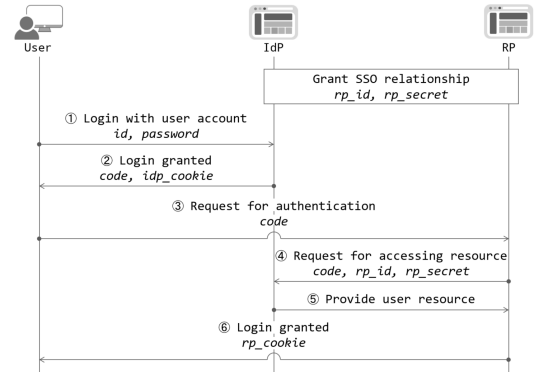 User
IdP
RP
Grant SSO relationship
rp_id, rp_secret
① Login with user account
id, password
② Login granted
code, idp_cookie
③ Request for authentication
code
④ Request for accessing resource
code, rp_id, rp_secret
⑤ Provide user resource
⑥ Login granted
rp_cookie